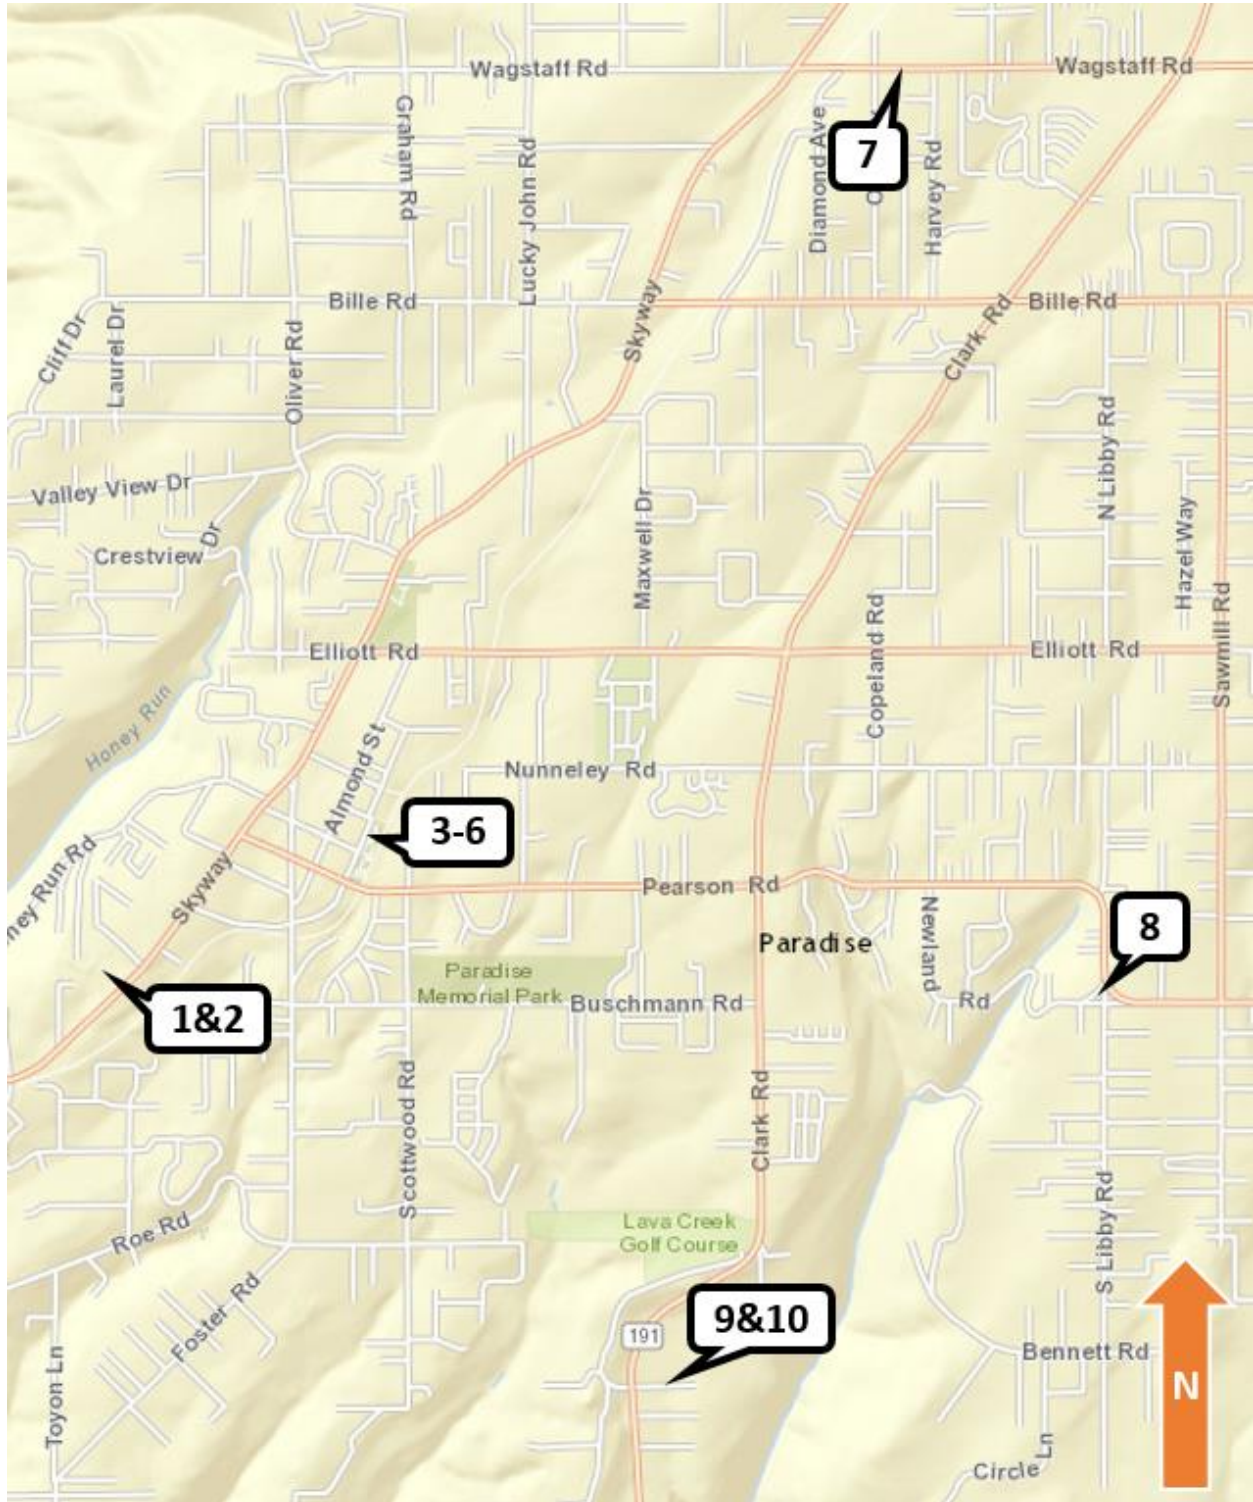 Wagstaff Rd
Wagstaff Rd
Graham Rd
Lucky John Rd
Diamond Ave
7
Harvey Rd
Skyway
Bille Rd
Bille Rd
Cliff Dr
Laurel Dr
Oliver Rd
Clark Rd
N Libby Rd
Valley View Dr
Crestview Dr
Maxwell Dr
Hazel Way
Copeland Rd
Sawmill Rd
Elliott Rd
Elliott Rd
Honey Run
Almond St
Nunneley Rd
3-6
ney Run Rd
Skyway
Pearson Rd
Newland
Rd
8
Paradise
Paradise
Memorial Park
Buschmann Rd
1&2
Scottwood Rd
Clark Rd
S Libby Rd
Roe Rd
Lava Creek
Golf Course
Foster Rd
9&10
191
Toyon Ln
Bennett Rd
N
Circle Ln